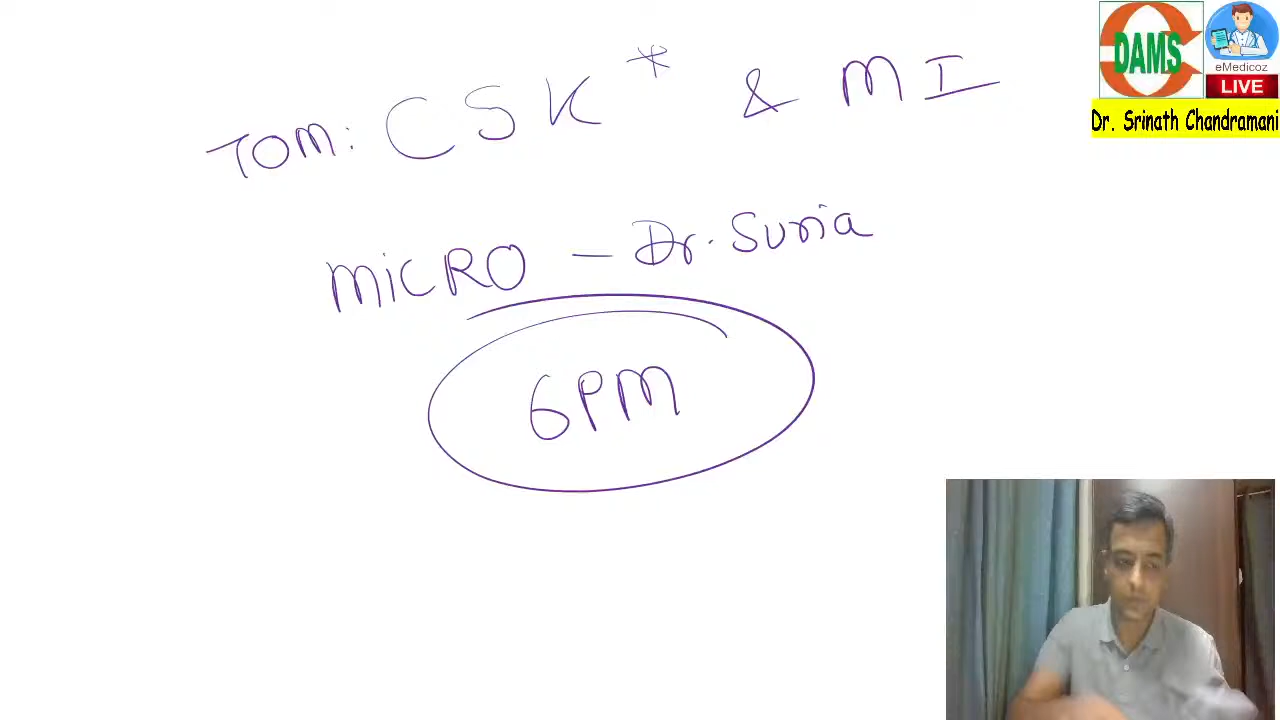 TOM: CSK* & MI
MICRO - Dr. Suria
6PM
DAMS
eMedicoz
LIVE
Dr. Srinath Chandramani